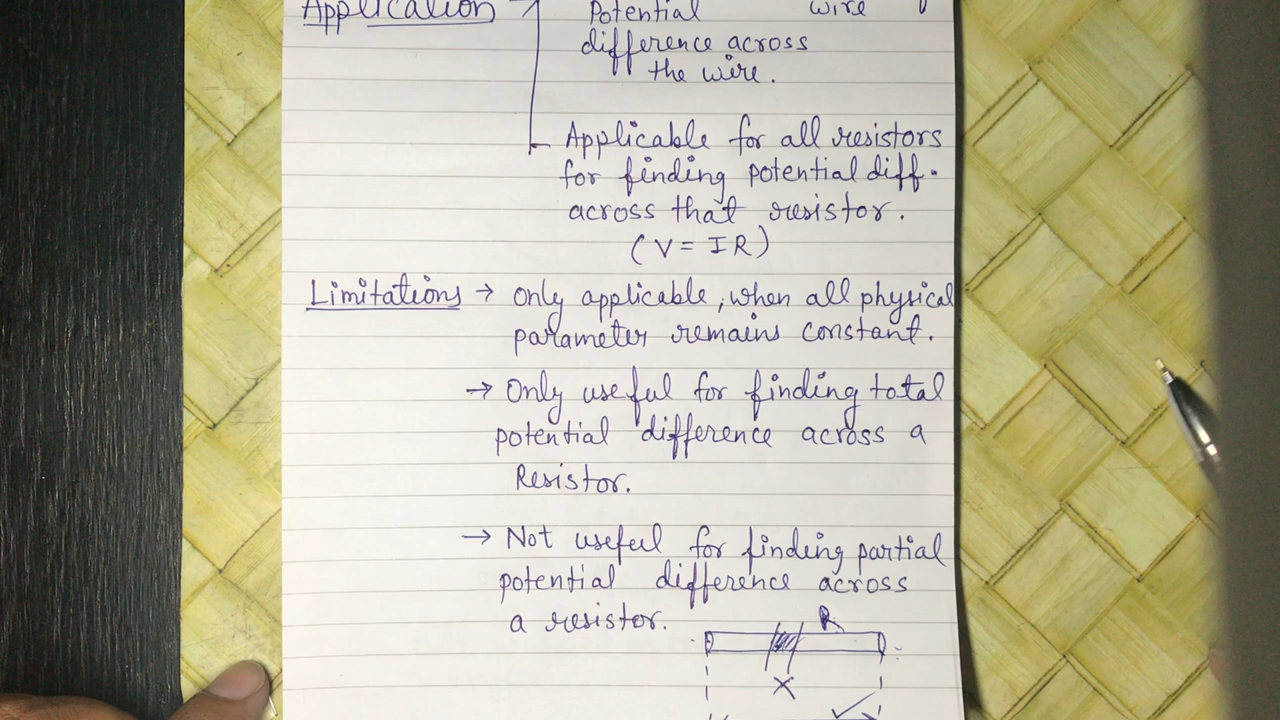 Application → Potential wire
difference across
the wire.
Applicable for all resistors
for finding potential diff.
across that resistor.
(V = IR)
Limitations → Only applicable, when all physical
parameter remains constant.
→ Only useful for finding total
potential difference across a
Resistor.
→ Not useful for finding partial
potential difference across
a resistor.
R
X